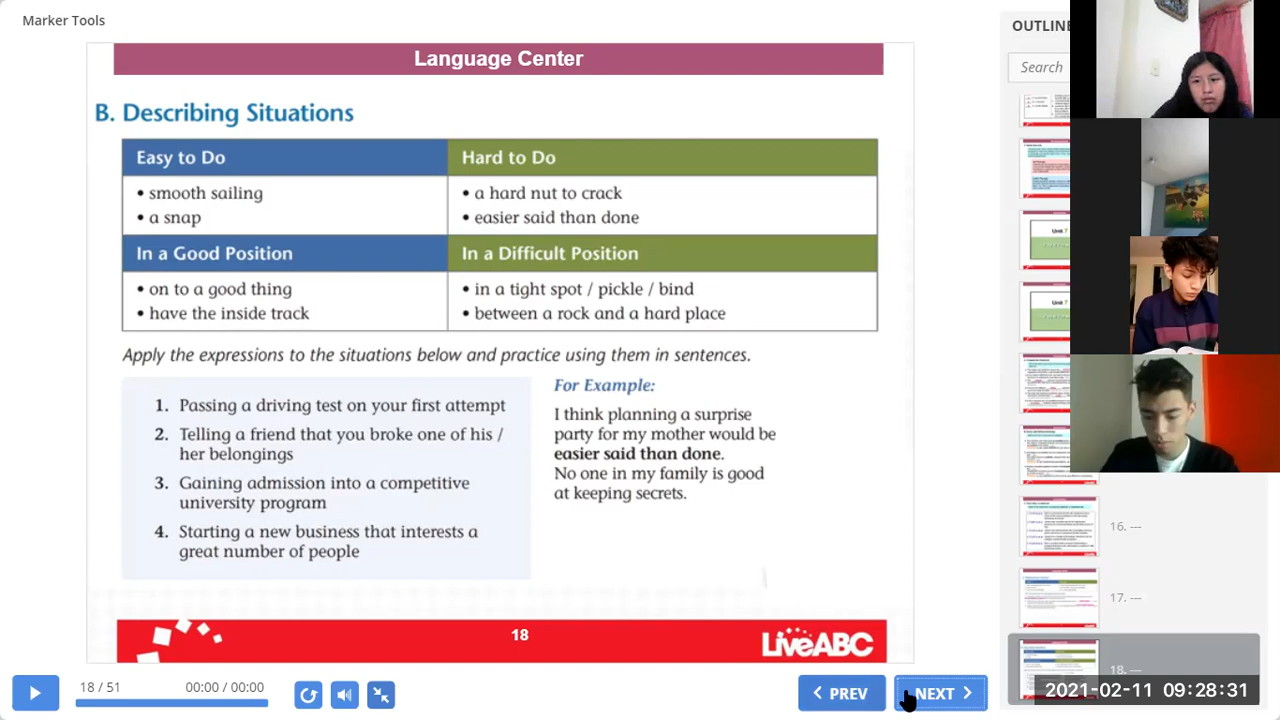 Marker Tools
OUTLINE
Search
Language Center
B. Describing Situations
Easy to Do
Hard to Do
• smooth sailing
• a snap
• a hard nut to crack
• easier said than done
In a Good Position
In a Difficult Position
• on to a good thing
• have the inside track
• in a tight spot / pickle / bind
• between a rock and a hard place
Apply the expressions to the situations below and practice using them in sentences.
1. Passing a driving test on your first attempts
2. Telling a friend that you broke one of his /
her belongings
3. Gaining admission to a competitive
university program
4. Starting a new business that interests a
great number of people
For Example:
I think planning a surprise
party for my mother would be
easier said than done.
No one in my family is good
at keeping secrets.
18
LiveABC
Unit 7
Unit 7
16. ---
17. ---
18. ---
18 / 51
00:00 / 00:00
PREV
NEXT
2021-02-11 09:28:31